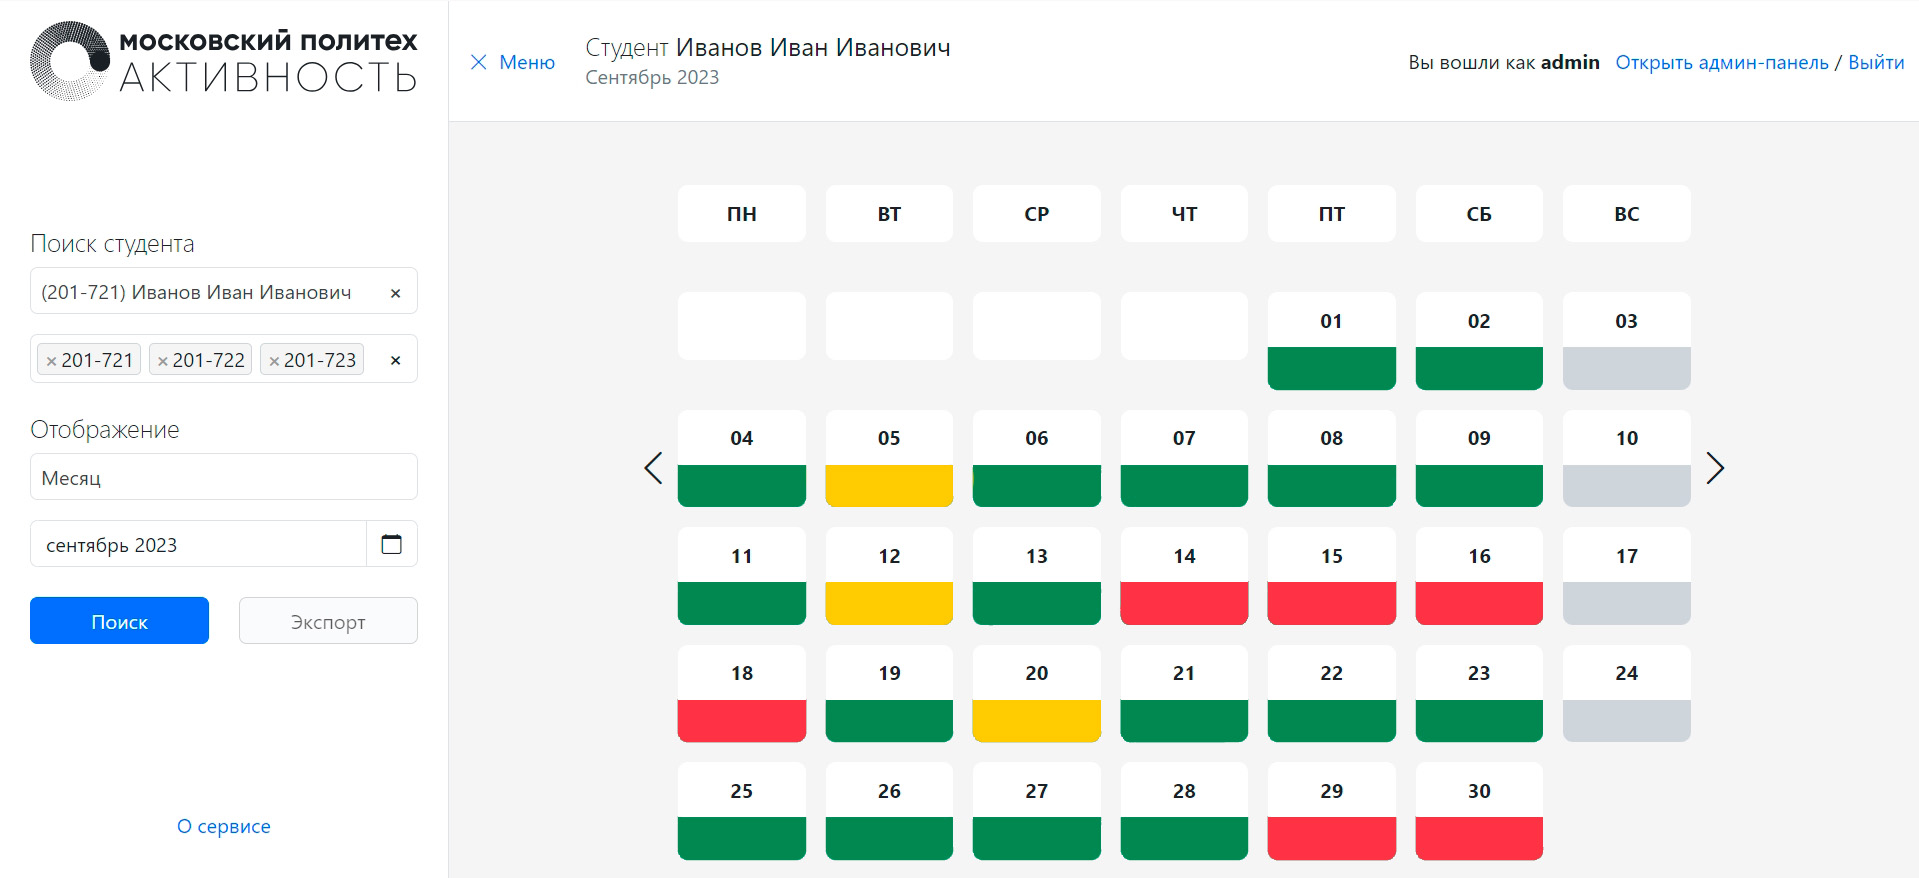 МОСКОВСКИЙ ПОЛИТЕХ
АКТИВНОСТЬ
Поиск студента
(201-721) Иванов Иван Иванович ×
×201-721 ×201-722 ×201-723 ×
Отображение
Месяц
сентябрь 2023
Поиск Экспорт
О сервисе
Меню
Студент Иванов Иван Иванович
Сентябрь 2023
Вы вошли как admin Открыть админ-панель / Выйти
ПН ВТ СР ЧТ ПТ СБ ВС
01 02 03
04 05 06 07 08 09 10
11 12 13 14 15 16 17
18 19 20 21 22 23 24
25 26 27 28 29 30